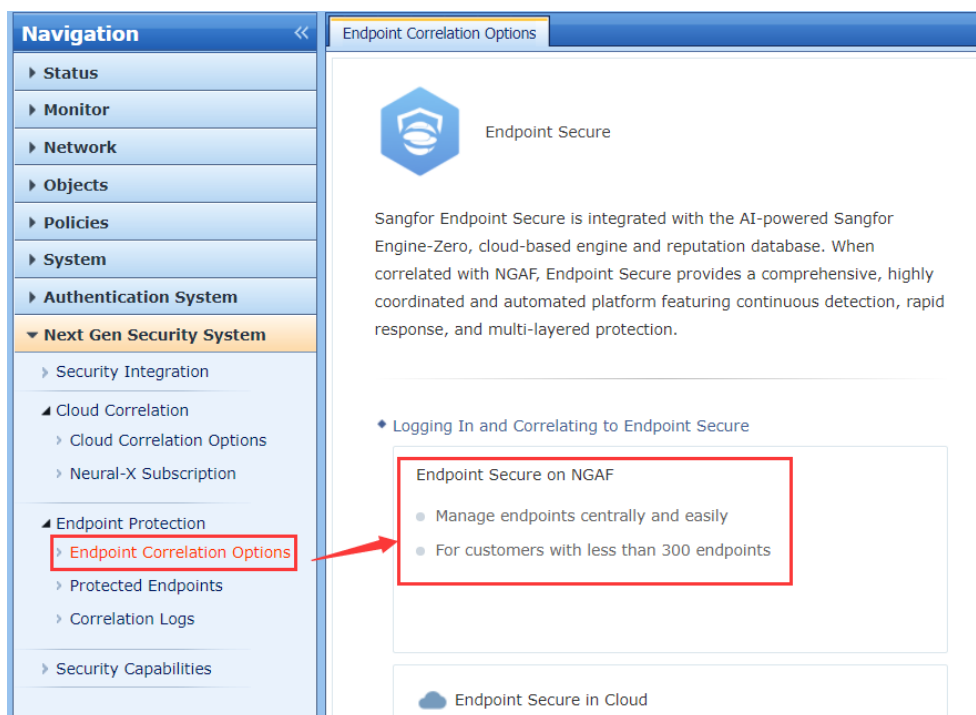 Navigation
Status
Monitor
Network
Objects
Policies
System
Authentication System
Next Gen Security System
Security Integration
Cloud Correlation
Cloud Correlation Options
Neural-X Subscription
Endpoint Protection
Endpoint Correlation Options
Protected Endpoints
Correlation Logs
Security Capabilities
Endpoint Correlation Options
Endpoint Secure
Sangfor Endpoint Secure is integrated with the AI-powered Sangfor
Engine-Zero, cloud-based engine and reputation database. When
correlated with NGAF, Endpoint Secure provides a comprehensive, highly
coordinated and automated platform featuring continuous detection, rapid
response, and multi-layered protection.
Logging In and Correlating to Endpoint Secure
Endpoint Secure on NGAF
Manage endpoints centrally and easily
For customers with less than 300 endpoints
Endpoint Secure in Cloud